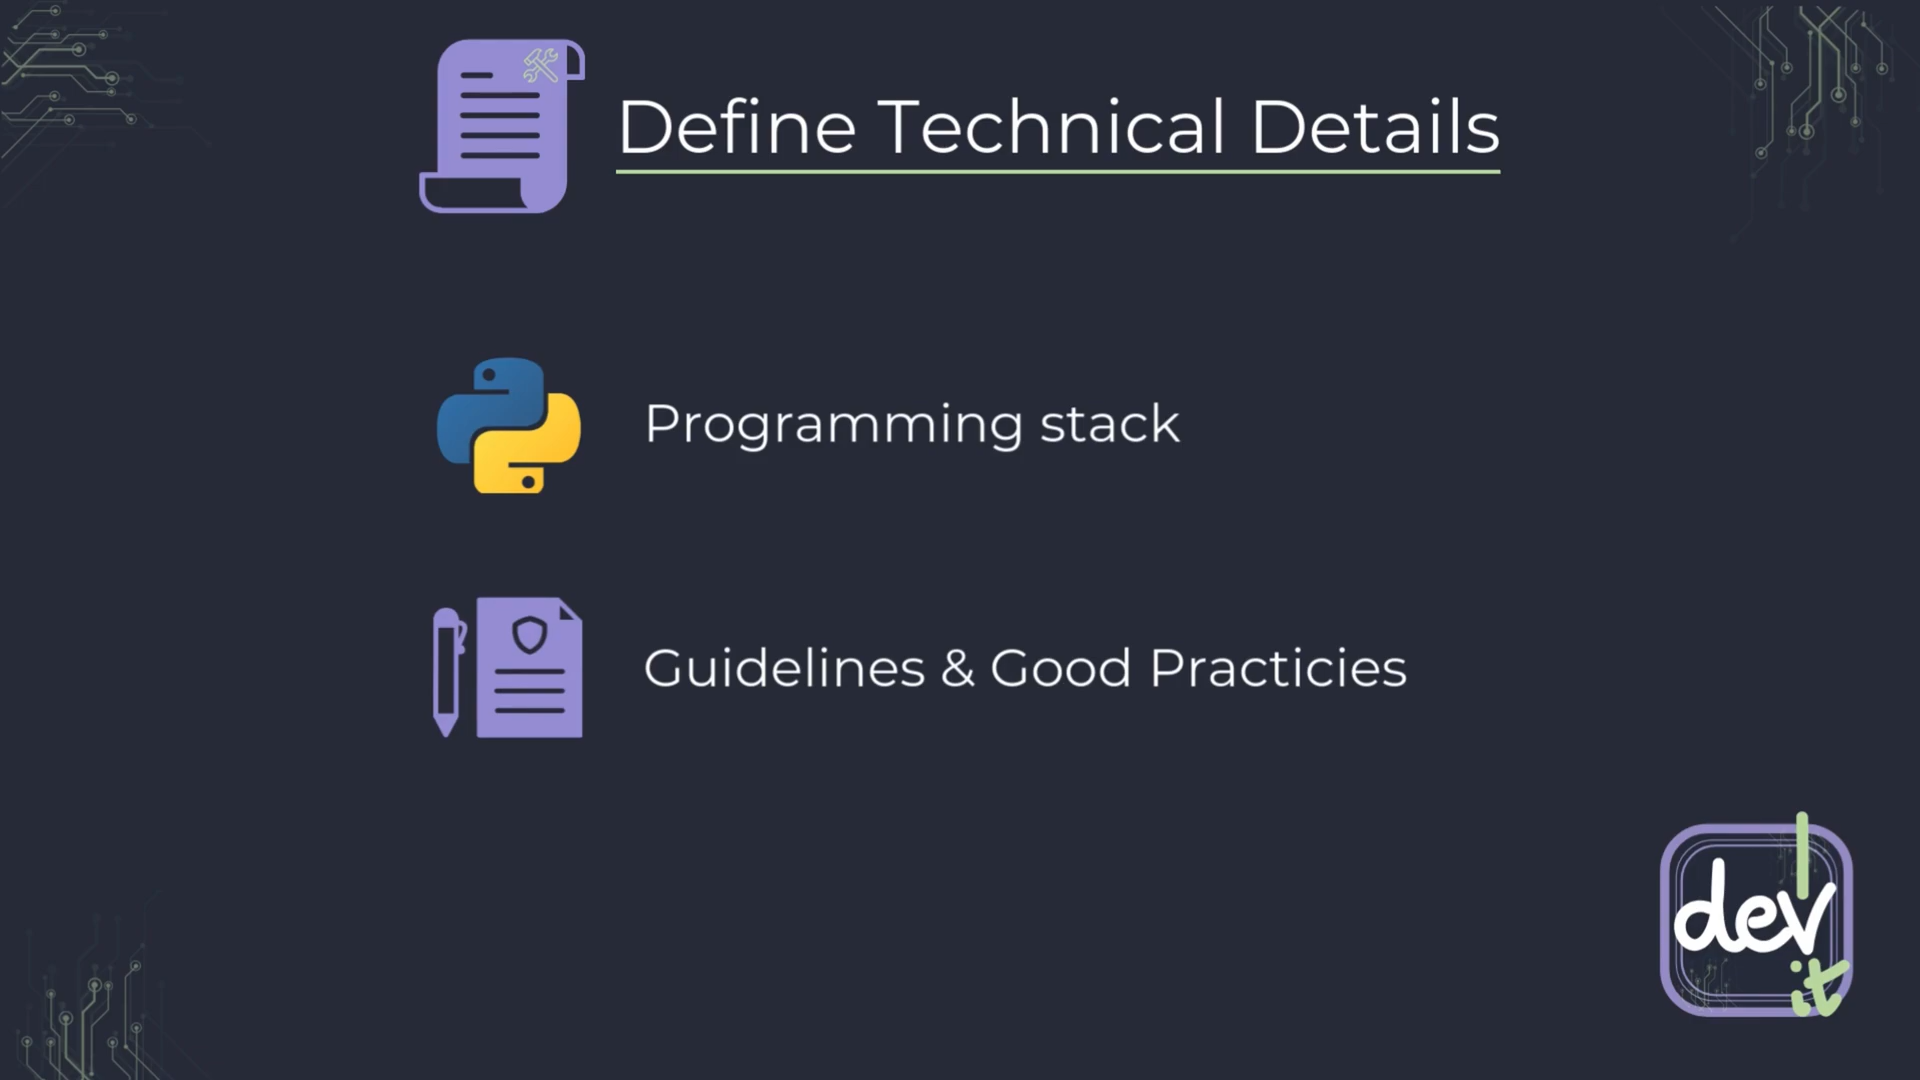 Define Technical Details
Programming stack
Guidelines & Good Practicies
dev
it